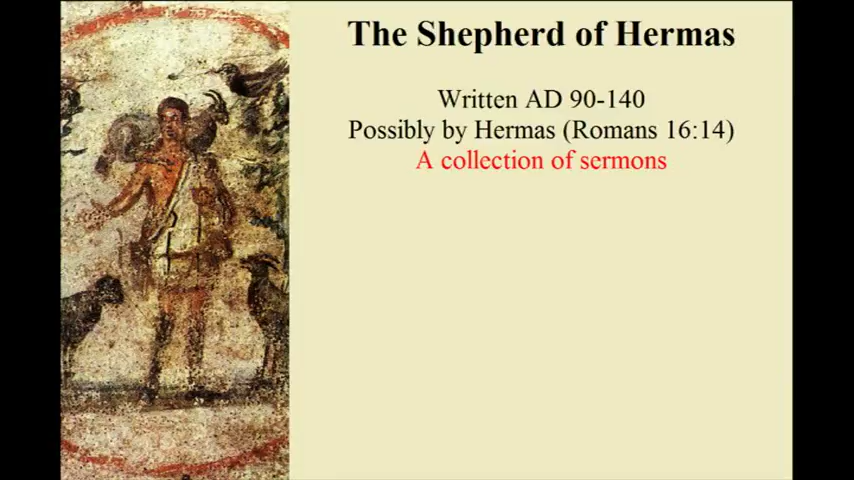 The Shepherd of Hermas
Written AD 90-140
Possibly by Hermas (Romans 16:14)
A collection of sermons